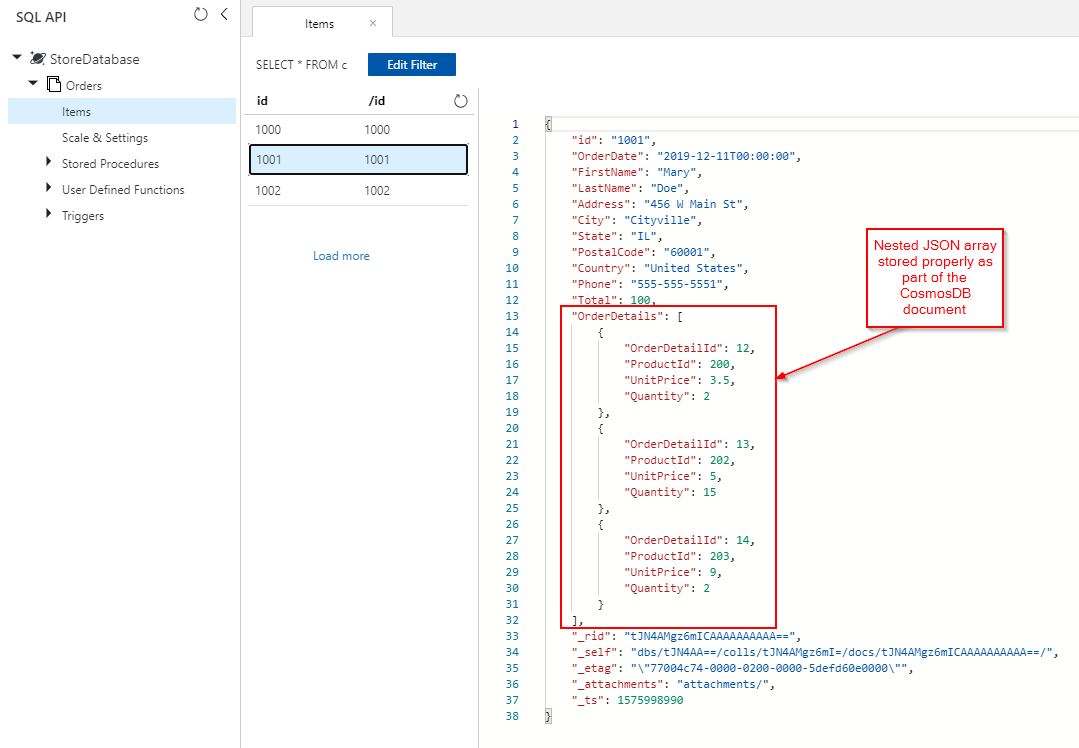 SQL API
StoreDatabase
Orders
Items
Scale & Settings
Stored Procedures
User Defined Functions
Triggers
Items ×
SELECT * FROM c Edit Filter
id /id
1000 1000
1001 1001
1002 1002
Load more
1 {
2 "id": "1001",
3 "OrderDate": "2019-12-11T00:00:00",
4 "FirstName": "Mary",
5 "LastName": "Doe",
6 "Address": "456 W Main St",
7 "City": "Cityville",
8 "State": "IL",
9 "PostalCode": "60001",
10 "Country": "United States",
11 "Phone": "555-555-5551",
12 "Total": 100,
13 "OrderDetails": [
14 {
15 "OrderDetailId": 12,
16 "ProductId": 200,
17 "UnitPrice": 3.5,
18 "Quantity": 2
19 },
20 {
21 "OrderDetailId": 13,
22 "ProductId": 202,
23 "UnitPrice": 5,
24 "Quantity": 15
25 },
26 {
27 "OrderDetailId": 14,
28 "ProductId": 203,
29 "UnitPrice": 9,
30 "Quantity": 2
31 }
32 ],
33 "_rid": "tJN4AMgz6mICAAAAAAAAAA==",
34 "_self": "dbs/tJN4AA==/colls/tJN4AMgz6mI=/docs/tJN4AMgz6mICAAAAAAAAAA==/",
35 "_etag": "\"77004c74-0000-0200-0000-5defd60e0000\"",
36 "_attachments": "attachments/",
37 "_ts": 1575998990
38 }
Nested JSON array
stored properly as
part of the
CosmosDB
document